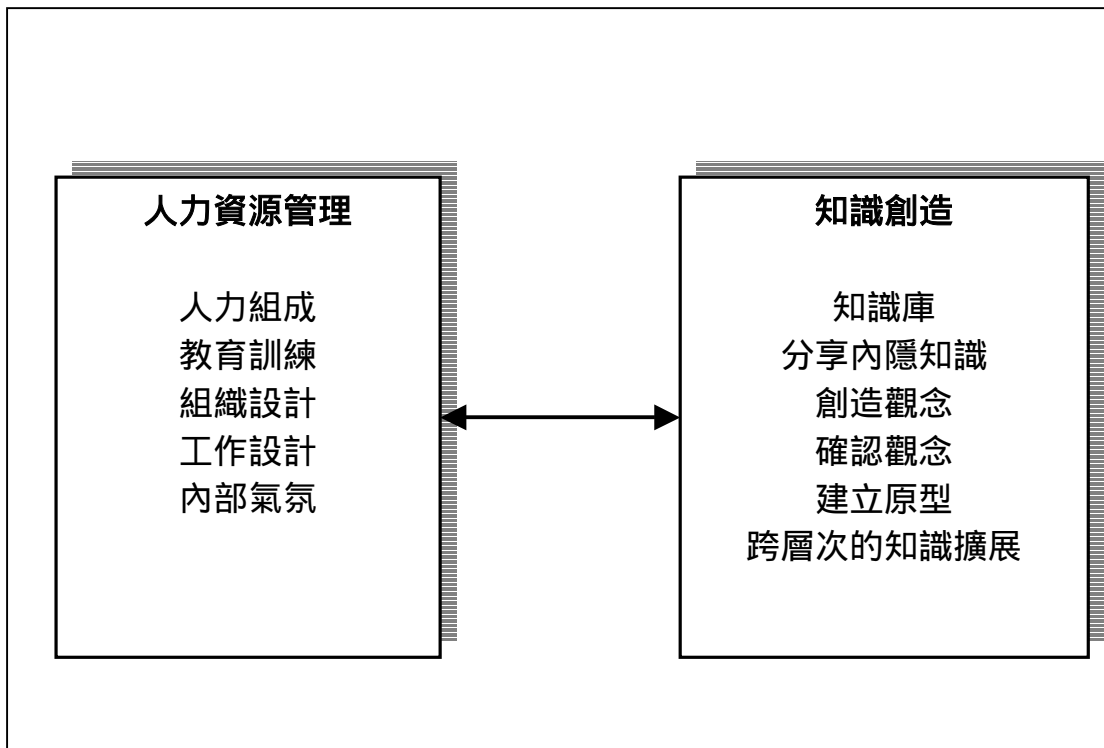 人力資源管理
人力組成
教育訓練
組織設計
工作設計
內部氣氛
知識創造
知識庫
分享內隱知識
創造觀念
確認觀念
建立原型
跨層次的知識擴展